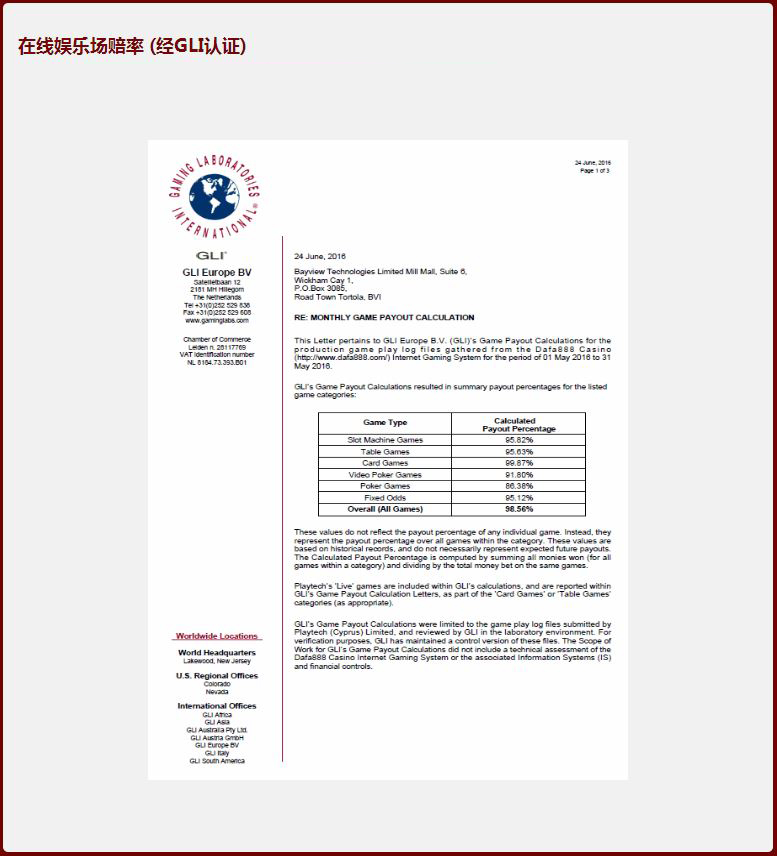 在线娱乐场赔率 (经GLI认证)
GAMING LABORATORIES INTERNATIONAL®
24 June, 2016
Page 1 of 3
GLI®
GLI Europe BV
Satellietbaan 12
2181 MH Hillegom
The Netherlands
Tel +31(0)252 529 838
Fax +31(0)252 529 608
www.gaminglabs.com
Chamber of Commerce
Leiden n. 28117769
VAT Identification number
NL 8184.73.393.B01
24 June, 2016
Bayview Technologies Limited Mill Mall, Suite 6,
Wickham Cay 1,
P.O.Box 3085,
Road Town Tortola, BVI
RE: MONTHLY GAME PAYOUT CALCULATION
This Letter pertains to GLI Europe B.V. (GLI)'s Game Payout Calculations for the
production game play log files gathered from the Dafa888 Casino
(http://www.dafa888.com/) Internet Gaming System for the period of 01 May 2016 to 31
May 2016.
GLI's Game Payout Calculations resulted in summary payout percentages for the listed
game categories:
Game Type
Calculated
Payout Percentage
Slot Machine Games 95.82%
Table Games 95.63%
Card Games 99.87%
Video Poker Games 91.80%
Poker Games 86.38%
Fixed Odds 95.12%
Overall (All Games) 98.56%
These values do not reflect the payout percentage of any individual game. Instead, they
represent the payout percentage over all games within the category. These values are
based on historical records, and do not necessarily represent expected future payouts.
The Calculated Payout Percentage is computed by summing all monies won (for all
games within a category) and dividing by the total money bet on the same games.
Playtech's 'Live' games are included within GLI's calculations, and are reported within
GLI's Game Payout Calculation Letters, as part of the 'Card Games' or 'Table Games'
categories (as appropriate).
GLI's Game Payout Calculations were limited to the game play log files submitted by
Playtech (Cyprus) Limited, and reviewed by GLI in the laboratory environment. For
verification purposes, GLI has maintained a control version of these files. The Scope of
Work for GLI's Game Payout Calculations did not include a technical assessment of the
Dafa888 Casino Internet Gaming System or the associated Information Systems (IS)
and financial controls.
Worldwide Locations
World Headquarters
Lakewood, New Jersey
U.S. Regional Offices
Colorado
Nevada
International Offices
GLI Africa
GLI Asia
GLI Australia Pty Ltd.
GLI Austria GmbH
GLI Europe BV
GLI Italy
GLI South America